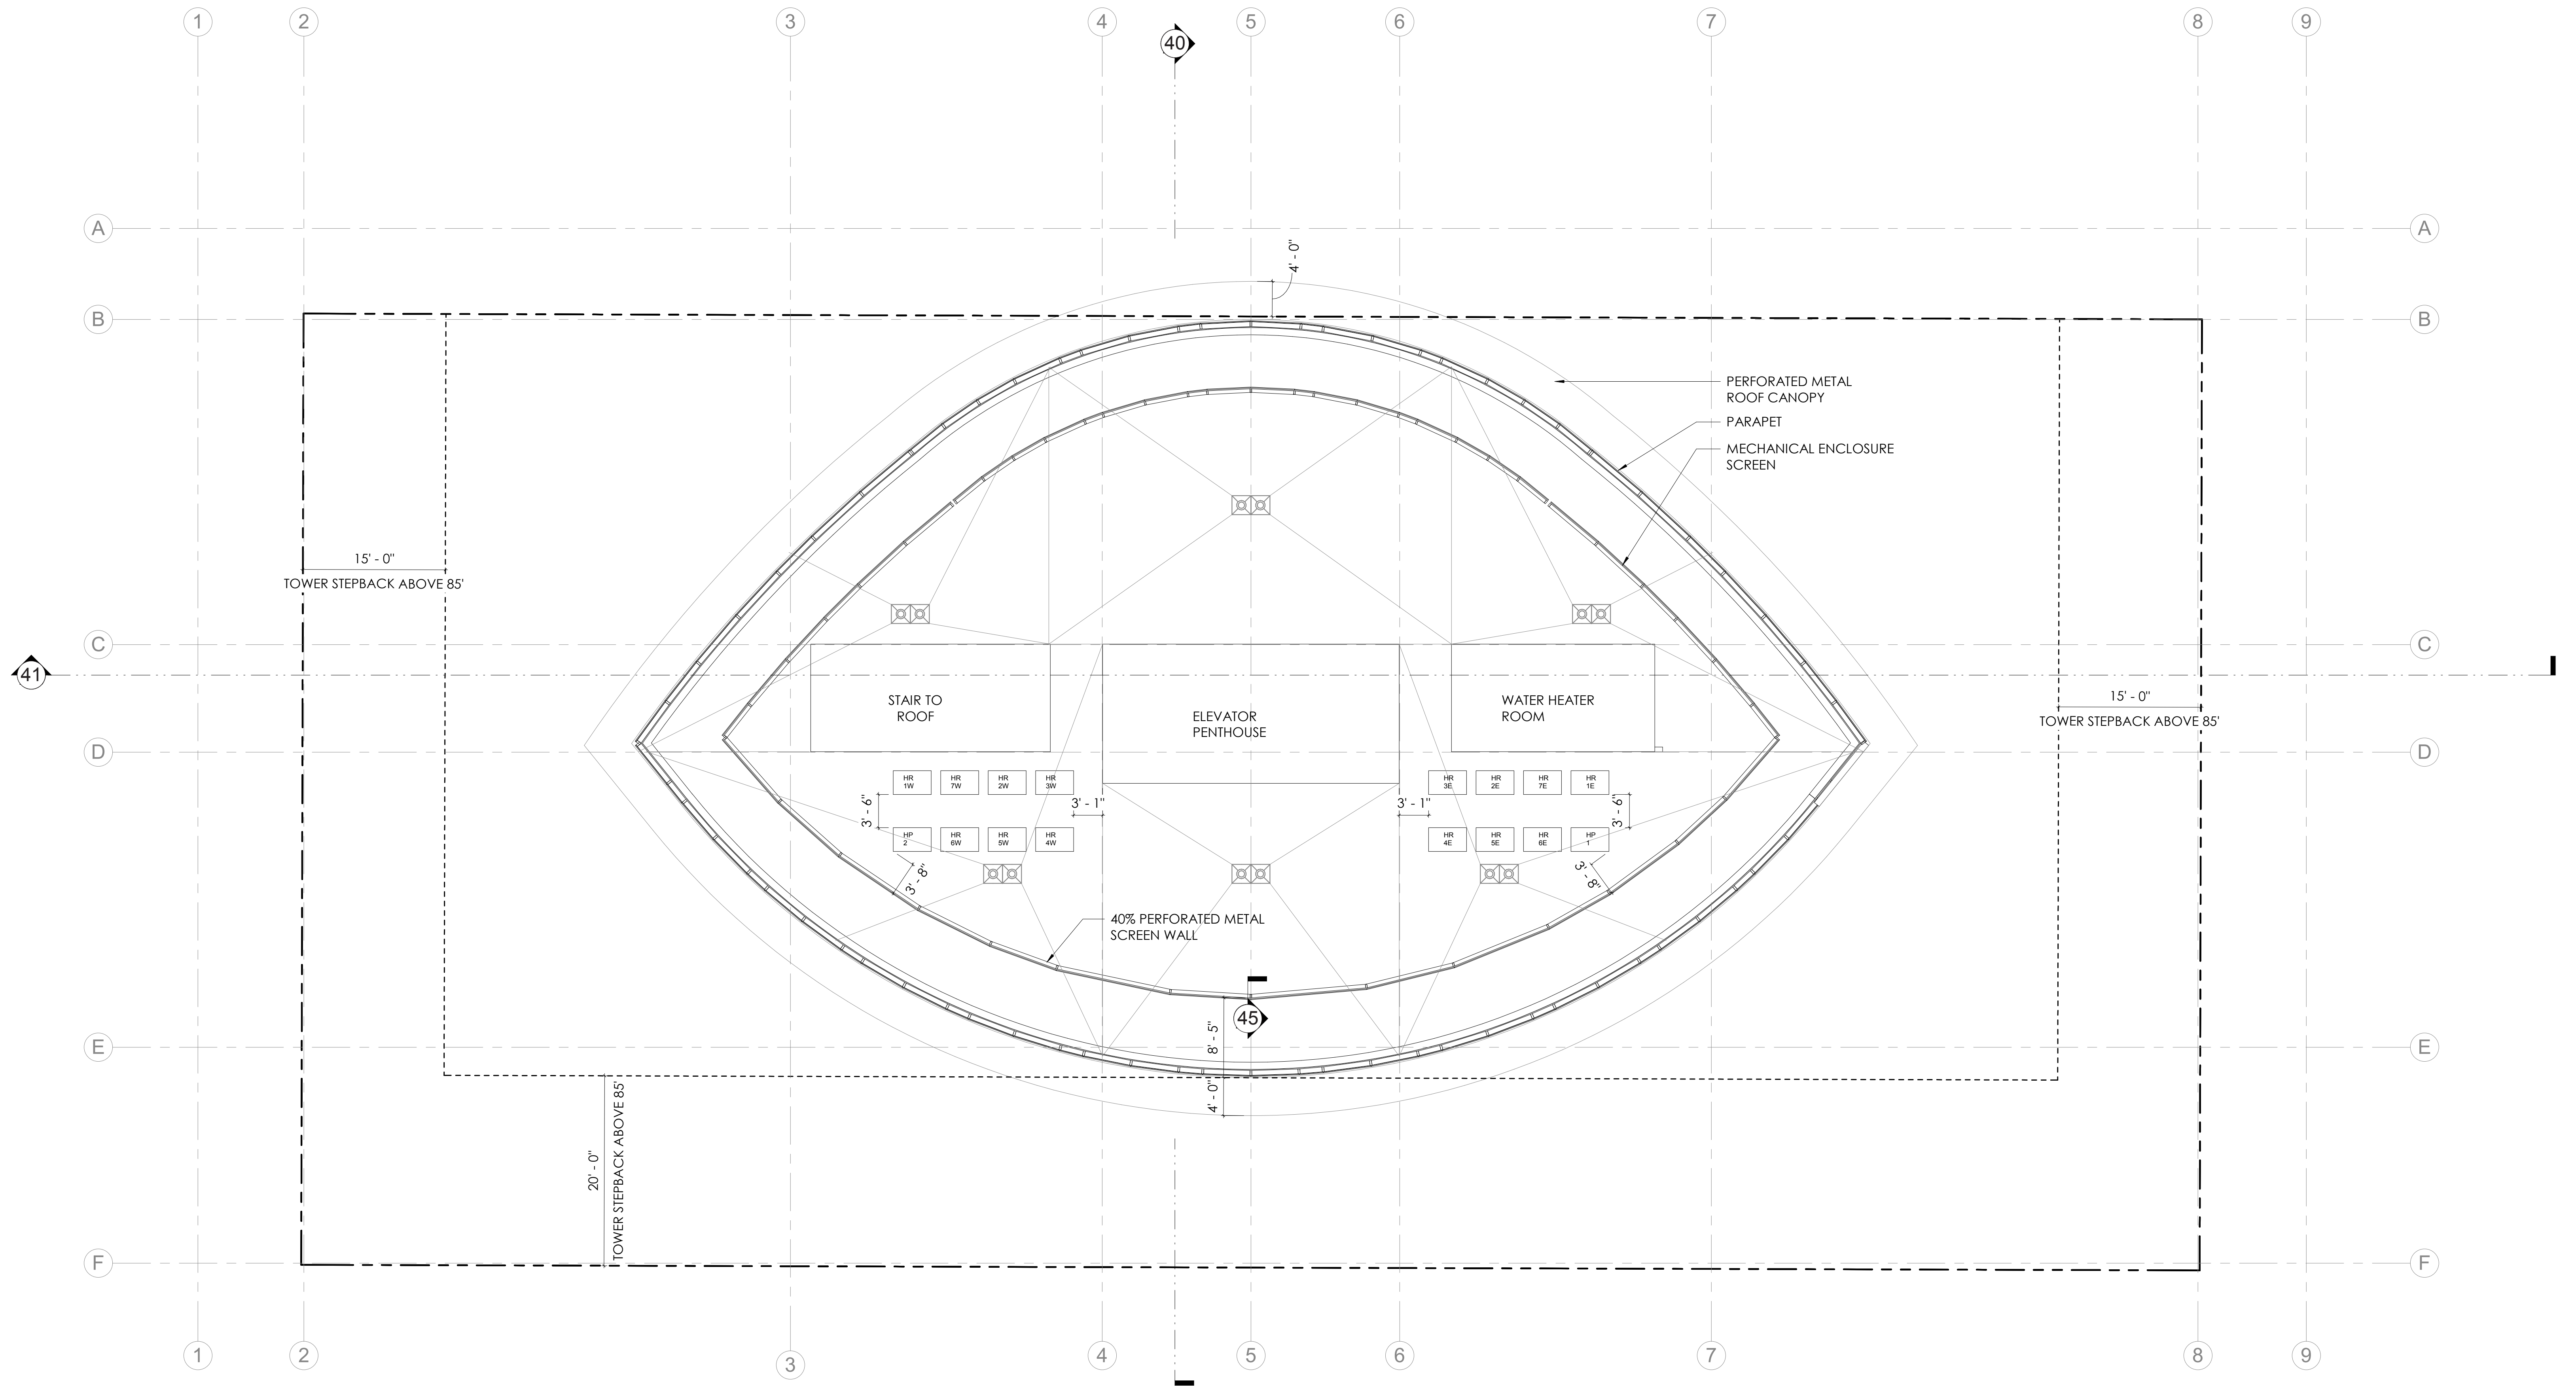 1 2 3 4 5 6 7 8 9
40
A A
4' - 0"
B B
PERFORATED METAL
ROOF CANOPY
PARAPET
MECHANICAL ENCLOSURE
SCREEN
15' - 0"
TOWER STEPBACK ABOVE 85'
C C
41
STAIR TO
ROOF
ELEVATOR
PENTHOUSE
WATER HEATER
ROOM
15' - 0"
TOWER STEPBACK ABOVE 85'
D D
HR
1W
HR
7W
HR
2W
HR
3W
HR
3E
HR
2E
HR
7E
HR
1E
3' - 6"
3' - 1"
3' - 1"
3' - 6"
HP
2
HR
6W
HR
5W
HR
4W
HR
4E
HR
5E
HR
6E
HP
1
3' - 8"
3' - 8"
40% PERFORATED METAL
SCREEN WALL
45
8' - 5"
E E
4' - 0"
20' - 0"
TOWER STEPBACK ABOVE 85'
F F
1 2 3 4 5 6 7 8 9